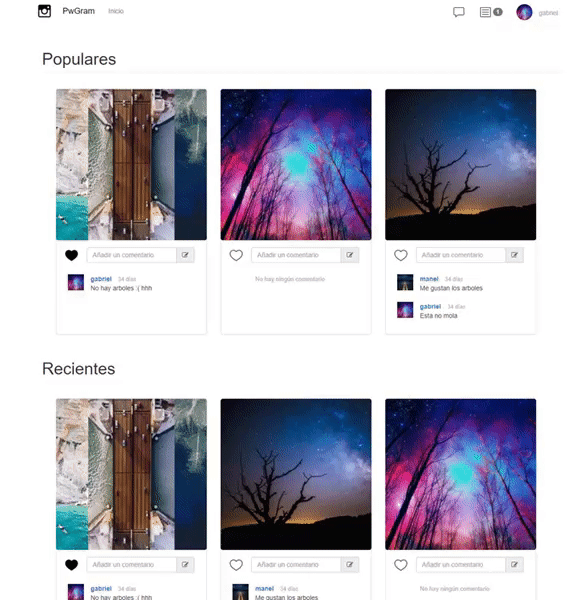 PwGram Inicio 1 gabriel
Populares
Añadir un comentario
gabriel 34 días
No hay arboles :( hhh
Añadir un comentario
No hay ningún comentario
Añadir un comentario
manel 34 días
Me gustan los arboles
gabriel 34 días
Esta no mola
Recientes
Añadir un comentario
gabriel 34 días
No hay arboles :( hhh
Añadir un comentario
manel 34 días
Me gustan los arboles
Añadir un comentario
No hay ningún comentario